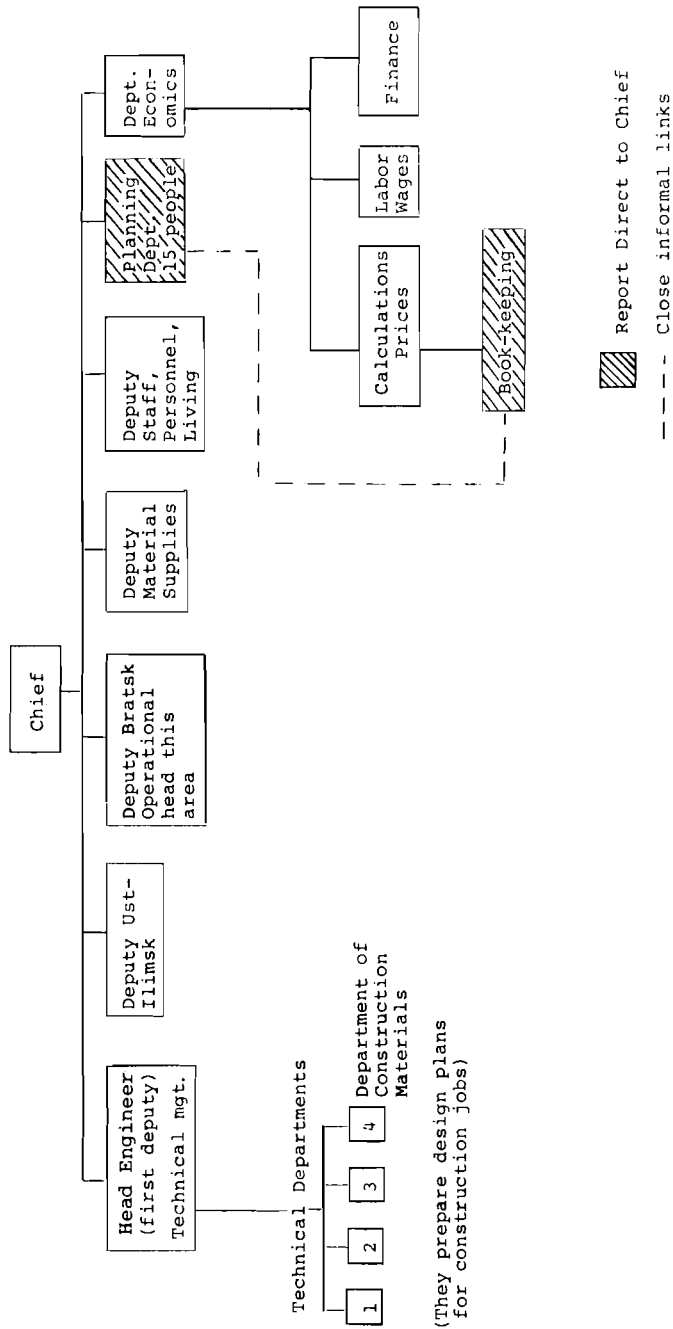 Chief
Head Engineer
(first deputy)
Technical mgt.
Deputy Ust-
Ilimsk
Deputy Bratsk
Operational
head this
area
Deputy
Material
Supplies
Deputy
Staff,
Personnel,
Living
Planning
Dept.
15 people
Dept.
Econ-
omics
Technical Departments
1
2
3
4
Department of
Construction
Materials
(They prepare design plans
for construction jobs)
Calculations
Prices
Labor
Wages
Finance
Book-keeping
Report Direct to Chief
Close informal links